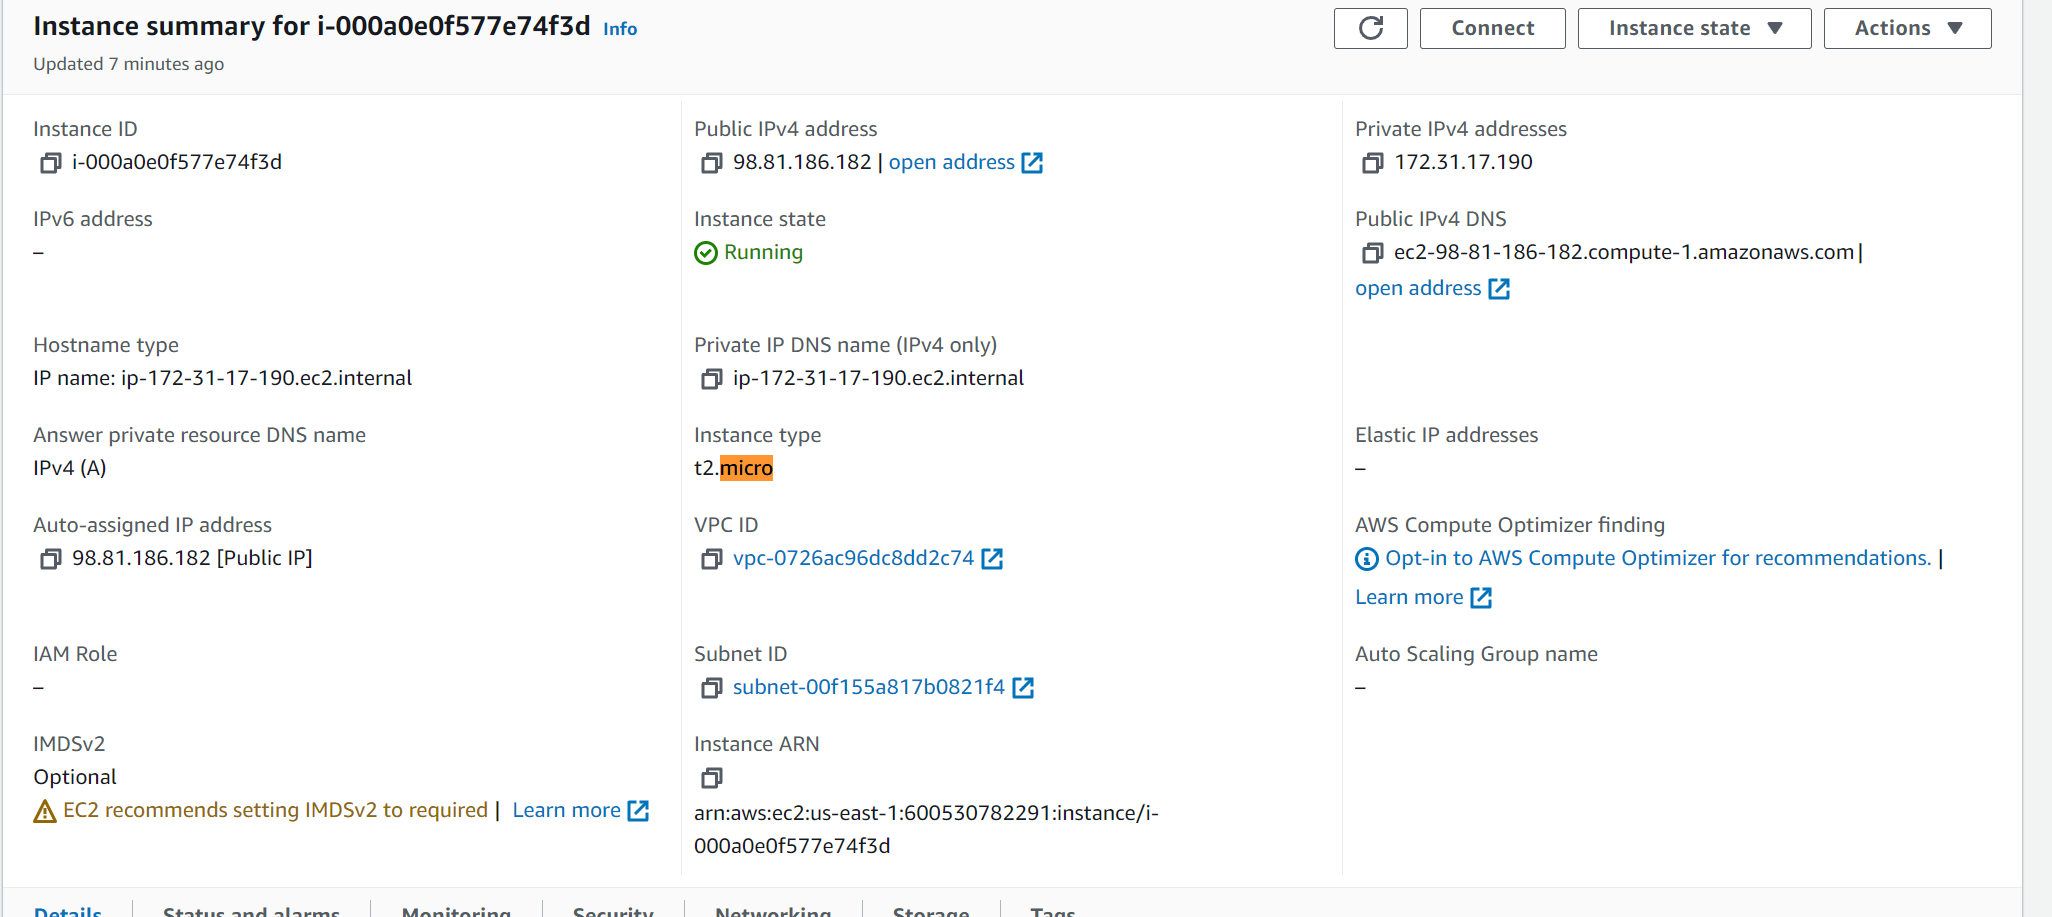 Instance summary for i-000a0e0f577e74f3d Info
Updated 7 minutes ago
Connect
Instance state
Actions
Instance ID
i-000a0e0f577e74f3d
Public IPv4 address
98.81.186.182 | open address
Private IPv4 addresses
172.31.17.190
IPv6 address
–
Instance state
Running
Public IPv4 DNS
ec2-98-81-186-182.compute-1.amazonaws.com |
open address
Hostname type
IP name: ip-172-31-17-190.ec2.internal
Private IP DNS name (IPv4 only)
ip-172-31-17-190.ec2.internal
Answer private resource DNS name
IPv4 (A)
Instance type
t2.micro
Elastic IP addresses
–
Auto-assigned IP address
98.81.186.182 [Public IP]
VPC ID
vpc-0726ac96dc8dd2c74
AWS Compute Optimizer finding
Opt-in to AWS Compute Optimizer for recommendations. |
Learn more
IAM Role
–
Subnet ID
subnet-00f155a817b0821f4
Auto Scaling Group name
–
IMDSv2
Optional
EC2 recommends setting IMDSv2 to required | Learn more
Instance ARN
arn:aws:ec2:us-east-1:600530782291:instance/i-
000a0e0f577e74f3d
Details
Status and alarms
Monitoring
Security
Networking
Storage
Tags